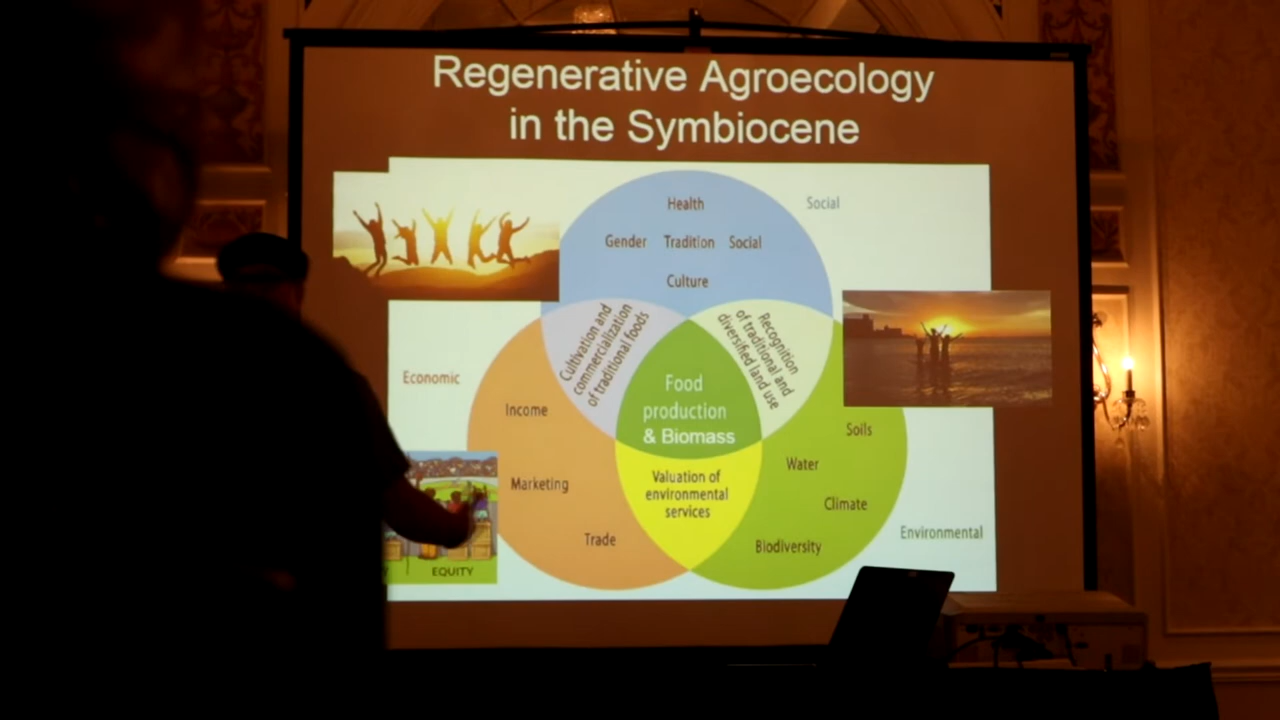 Regenerative Agroecology
in the Symbiocene
Health
Social
Gender Tradition Social
Culture
Cultivation and
commercialization
of traditional foods
Recognition
of traditional and
diversified land use
Economic
Food
production
& Biomass
Income
Soils
Water
Marketing
Valuation of
environmental
services
Climate
Environmental
Trade
Biodiversity
EQUITY